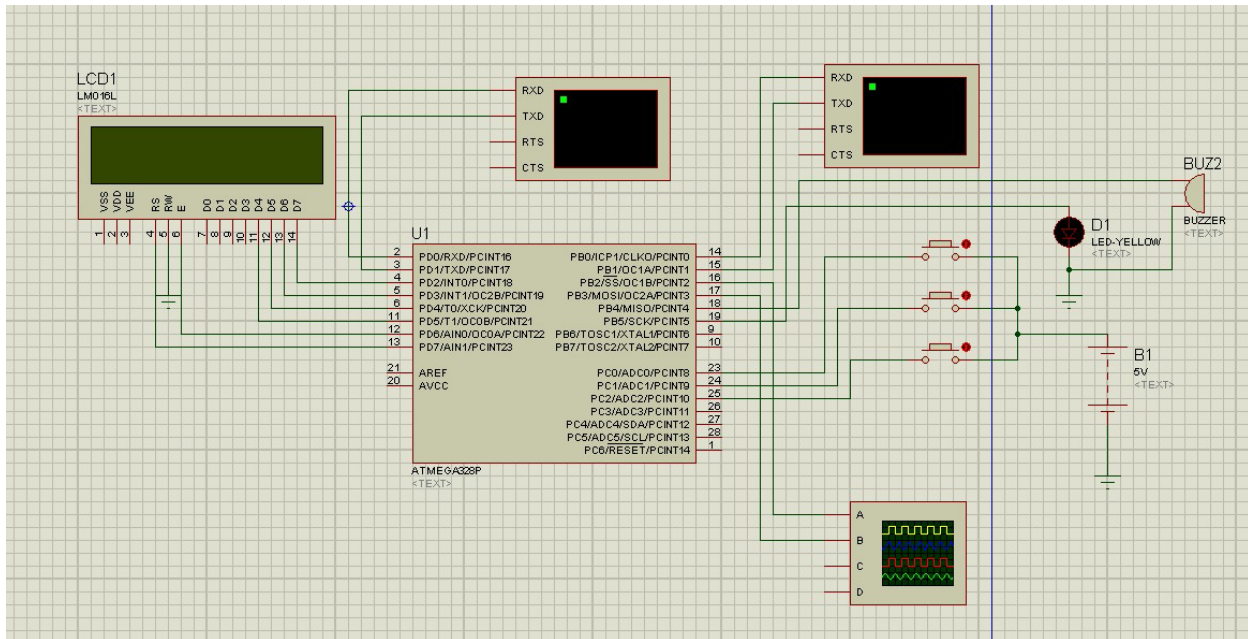 LCD1
LM016L
<TEXT>
VSS
VDD
VEE
RS
RW
E
D0
D1
D2
D3
D4
D5
D6
D7
1
2
3
4
5
6
7
8
9
10
11
12
13
14
RXD
TXD
RTS
CTS
RXD
TXD
RTS
CTS
BUZ2
BUZZER
<TEXT>
D1
LED-YELLOW
<TEXT>
U1
2 PD0/RXD/PCINT16 PB0/ICP1/CLKO/PCINT0 14
3 PD1/TXD/PCINT17 PB1/OC1A/PCINT1 15
4 PD2/INT0/PCINT18 PB2/SS/OC1B/PCINT2 16
5 PD3/INT1/OC2B/PCINT19 PB3/MOSI/OC2A/PCINT3 17
6 PD4/T0/XCK/PCINT20 PB4/MISO/PCINT4 18
11 PD5/T1/OC0B/PCINT21 PB5/SCK/PCINT5 19
12 PD6/AIN0/OC0A/PCINT22 PB6/TOSC1/XTAL1/PCINT6 9
13 PD7/AIN1/PCINT23 PB7/TOSC2/XTAL2/PCINT7 10
21 AREF PC0/ADC0/PCINT8 23
20 AVCC PC1/ADC1/PCINT9 24
PC2/ADC2/PCINT10 25
PC3/ADC3/PCINT11 26
PC4/ADC4/SDA/PCINT12 27
PC5/ADC5/SCL/PCINT13 28
PC6/RESET/PCINT14 1
ATMEGA328P
<TEXT>
B1
5V
<TEXT>
A
B
C
D